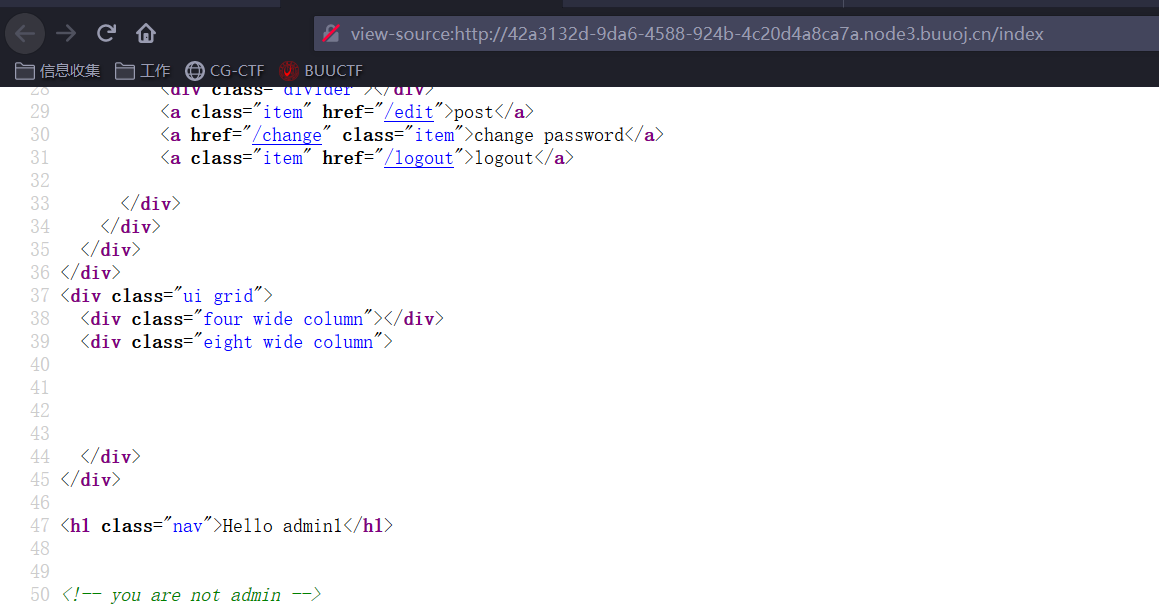 view-source:http://42a3132d-9da6-4588-924b-4c20d4a8ca7a.node3.buuoj.cn/index
信息收集 工作 CG-CTF BUUCTF
28 <div class="divider"></div>
29 <a class="item" href="/edit">post</a>
30 <a href="/change" class="item">change password</a>
31 <a class="item" href="/logout">logout</a>
32
33 </div>
34 </div>
35 </div>
36 </div>
37 <div class="ui grid">
38 <div class="four wide column"></div>
39 <div class="eight wide column">
40
41
42
43
44 </div>
45 </div>
46
47 <h1 class="nav">Hello admin1</h1>
48
49
50 <!-- you are not admin -->